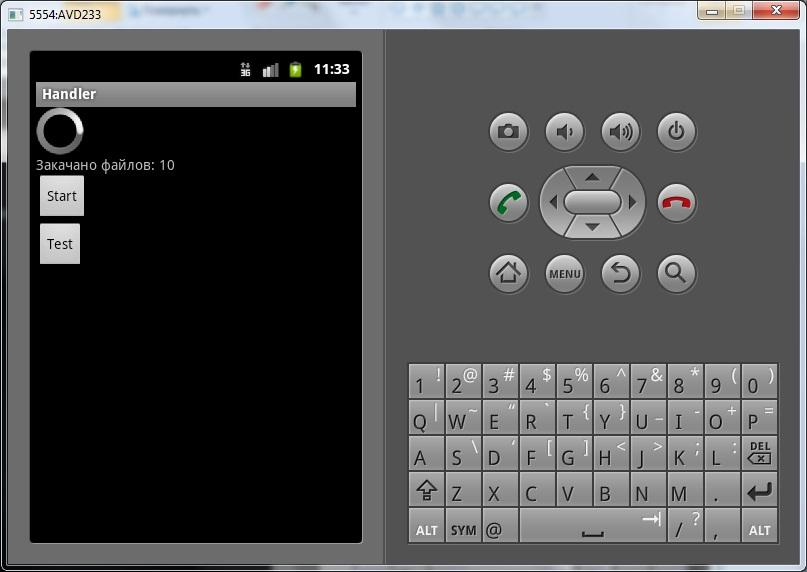 5554:AVD233
3G 11:33
Handler
Закачано файлов: 10
Start
Test
MENU
1 ! 2 @ 3 # 4 $ 5 % 6 ^ 7 & 8 * 9 ( 0 )
Q | W ~ E “ R ` T { Y } U _ I - O + P =
A S \ D ‘ F [ G ] H < J > K ; L : DEL
Z X C V B N M .
ALT SYM @ / ? , ALT